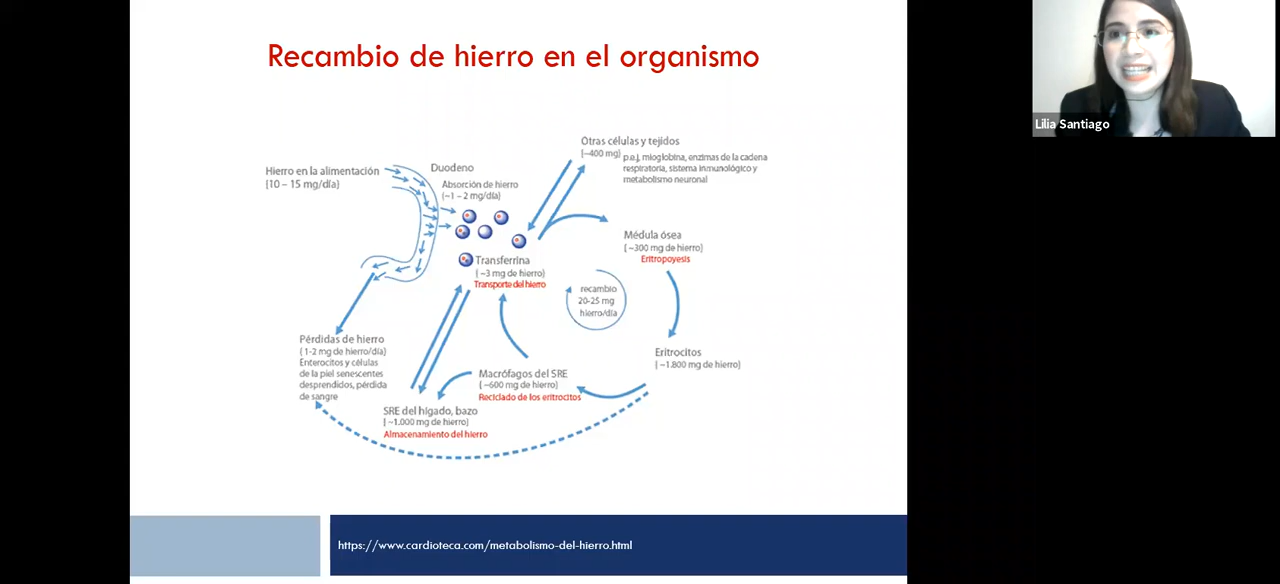 Recambio de hierro en el organismo
Lilia Santiago
Otras células y tejidos
(~400 mg) p.ej, mioglobina, enzimas de la cadena
respiratoria, sistema inmunológico y
metabolismo neuronal)
Hierro en la alimentación
(10 – 15 mg/día)
Duodeno
Absorción de hierro
(~1 – 2 mg/día)
Médula ósea
(~300 mg de hierro)
Eritropoyesis
Transferrina
(~3 mg de hierro)
Transporte del hierro
recambio
20-25 mg
hierro/día
Pérdidas de hierro
( 1-2 mg de hierro/día)
Enterocitos y células
de la piel senescentes
desprendidos, pérdida
de sangre
Eritrocitos
( ~1.800 mg de hierro)
Macrófagos del SRE
(~600 mg de hierro)
Reciclado de los eritrocitos
SRE del hígado, bazo
( ~1.000 mg de hierro)
Almacenamiento del hierro
https://www.cardioteca.com/metabolismo-del-hierro.html